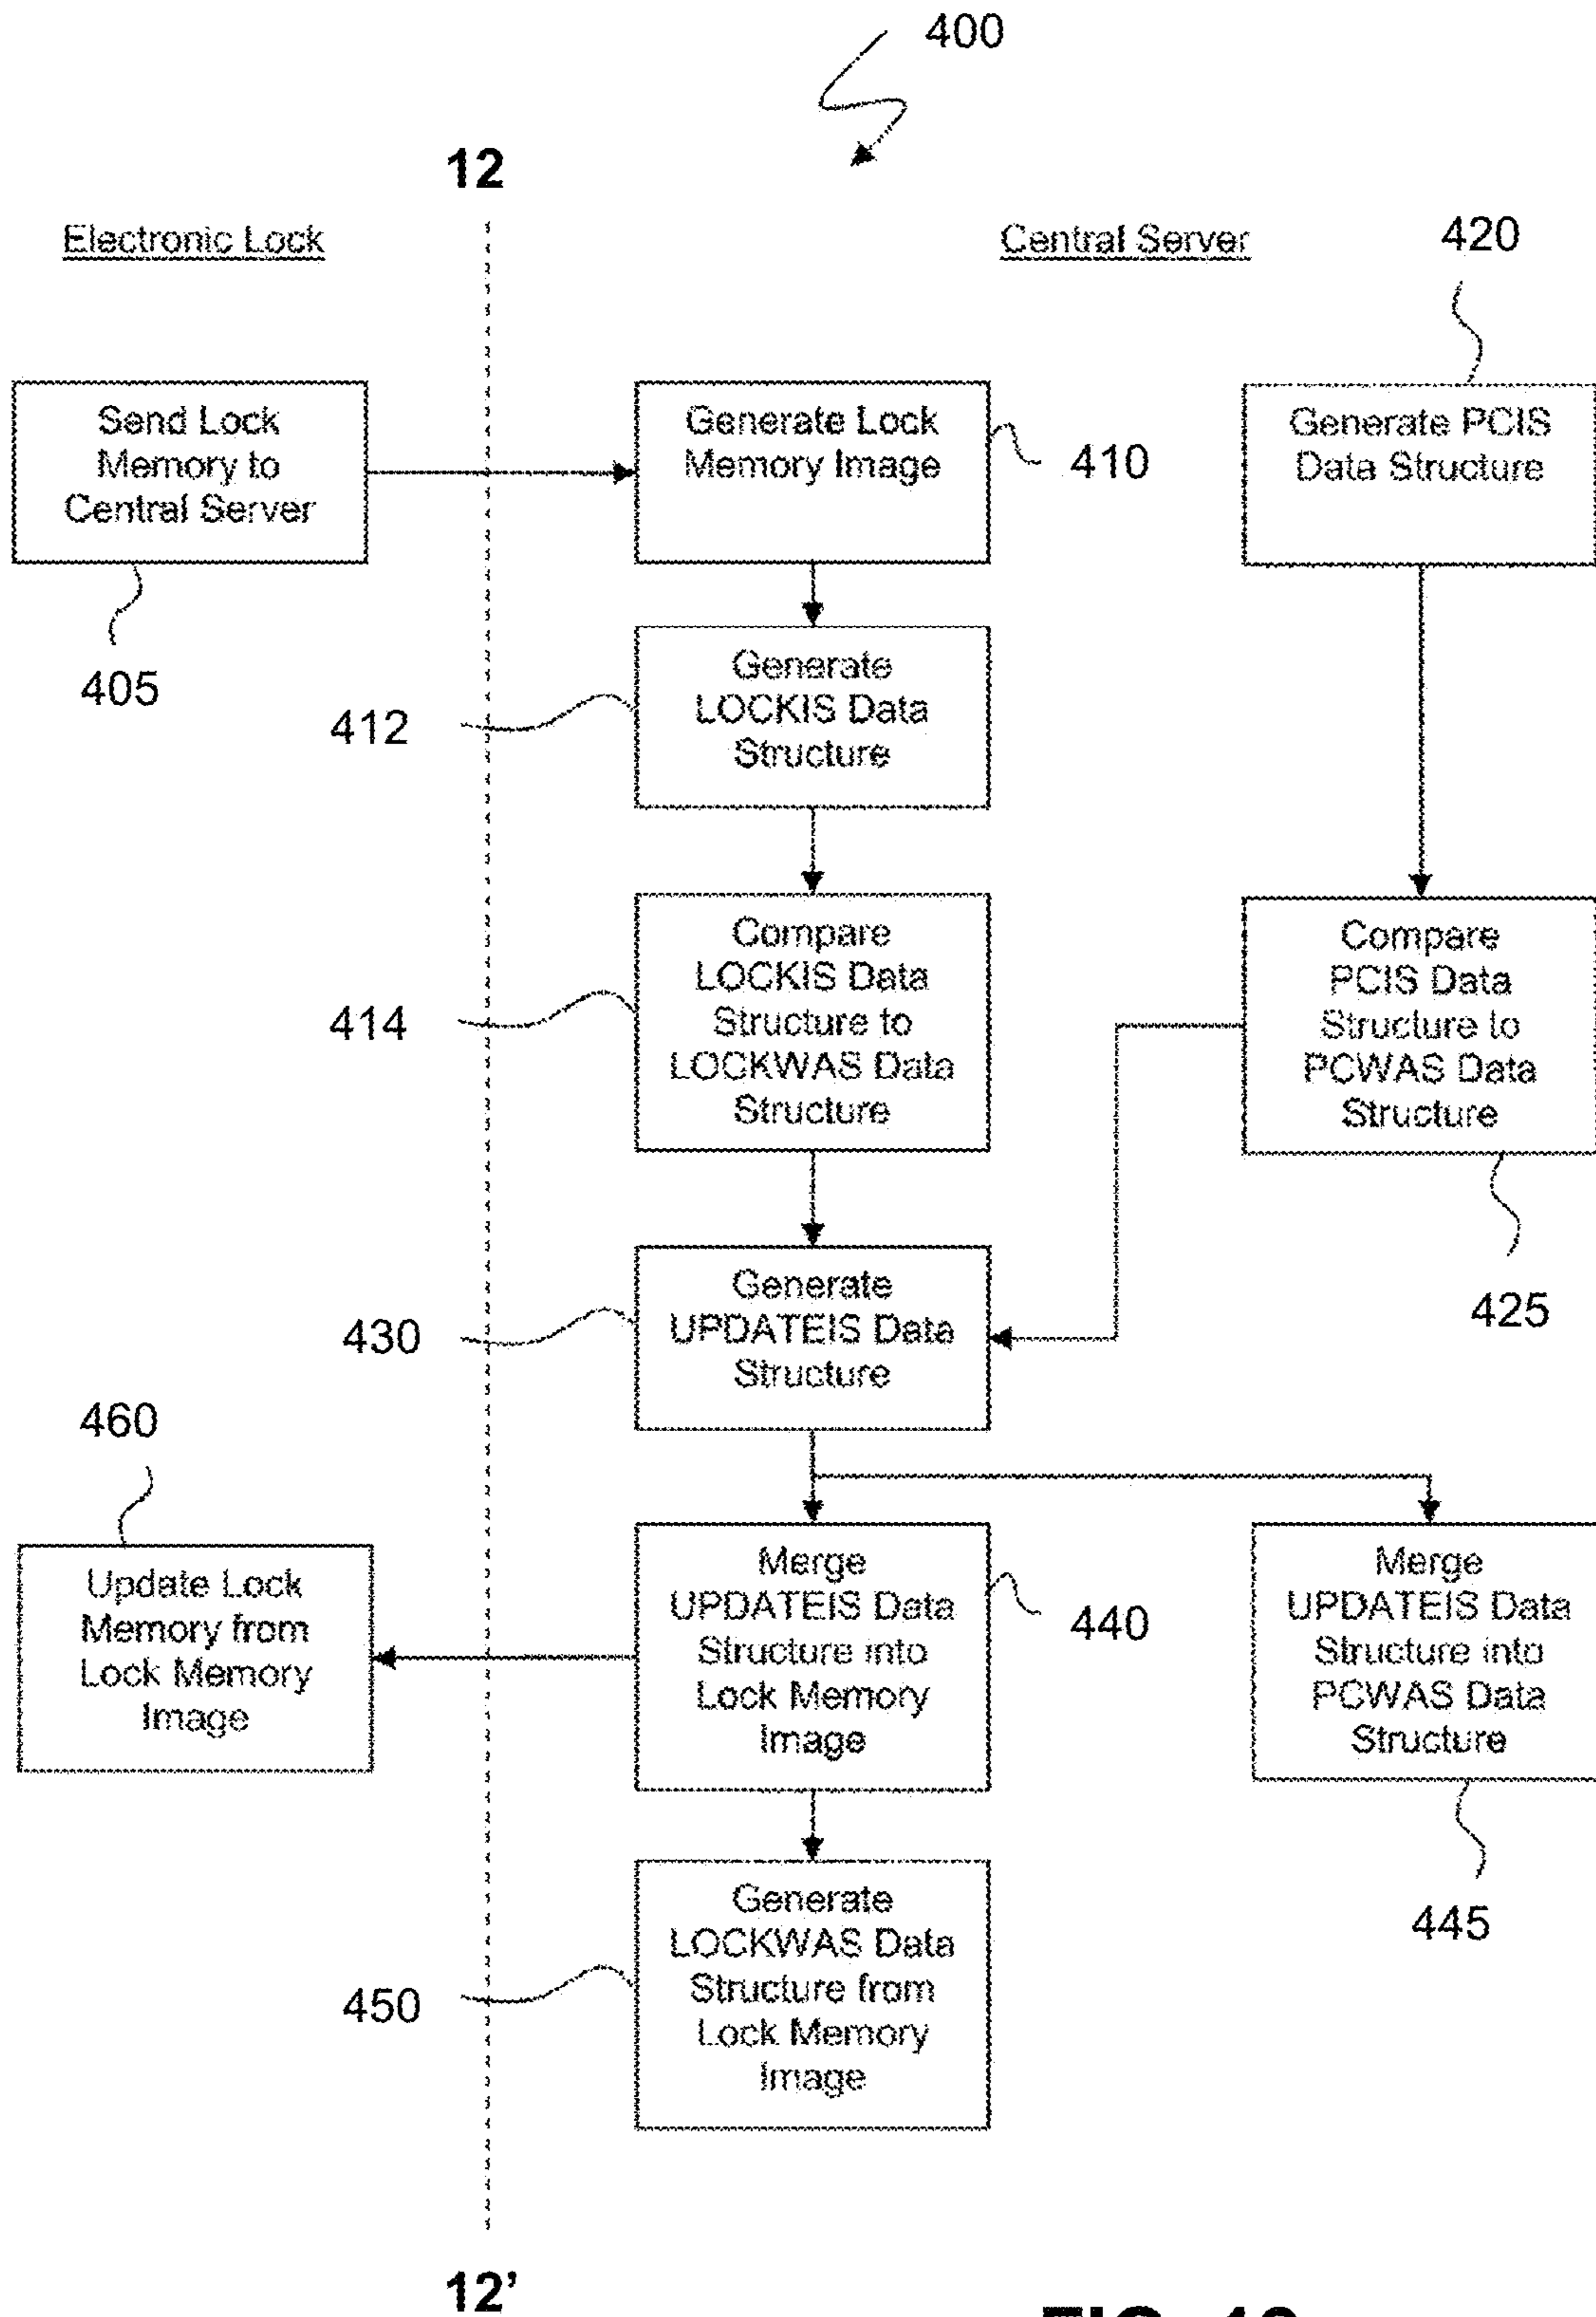 400
12
Electronic Lock
Central Server
420
Send Lock
Memory to
Central Server
405
Generate Lock
Memory Image
410
Generate PCIS
Data Structure
412
Generate
LOCKIS Data
Structure
414
Compare
LOCKIS Data
Structure to
LOCKWAS Data
Structure
Compare
PCIS Data
Structure to
PCWAS Data
Structure
425
430
Generate
UPDATEIS Data
Structure
460
Update Lock
Memory from
Lock Memory
Image
Merge
UPDATEIS Data
Structure into
Lock Memory
Image
440
Merge
UPDATEIS Data
Structure into
PCWAS Data
Structure
445
450
Generate
LOCKWAS Data
Structure from
Lock Memory
Image
12'